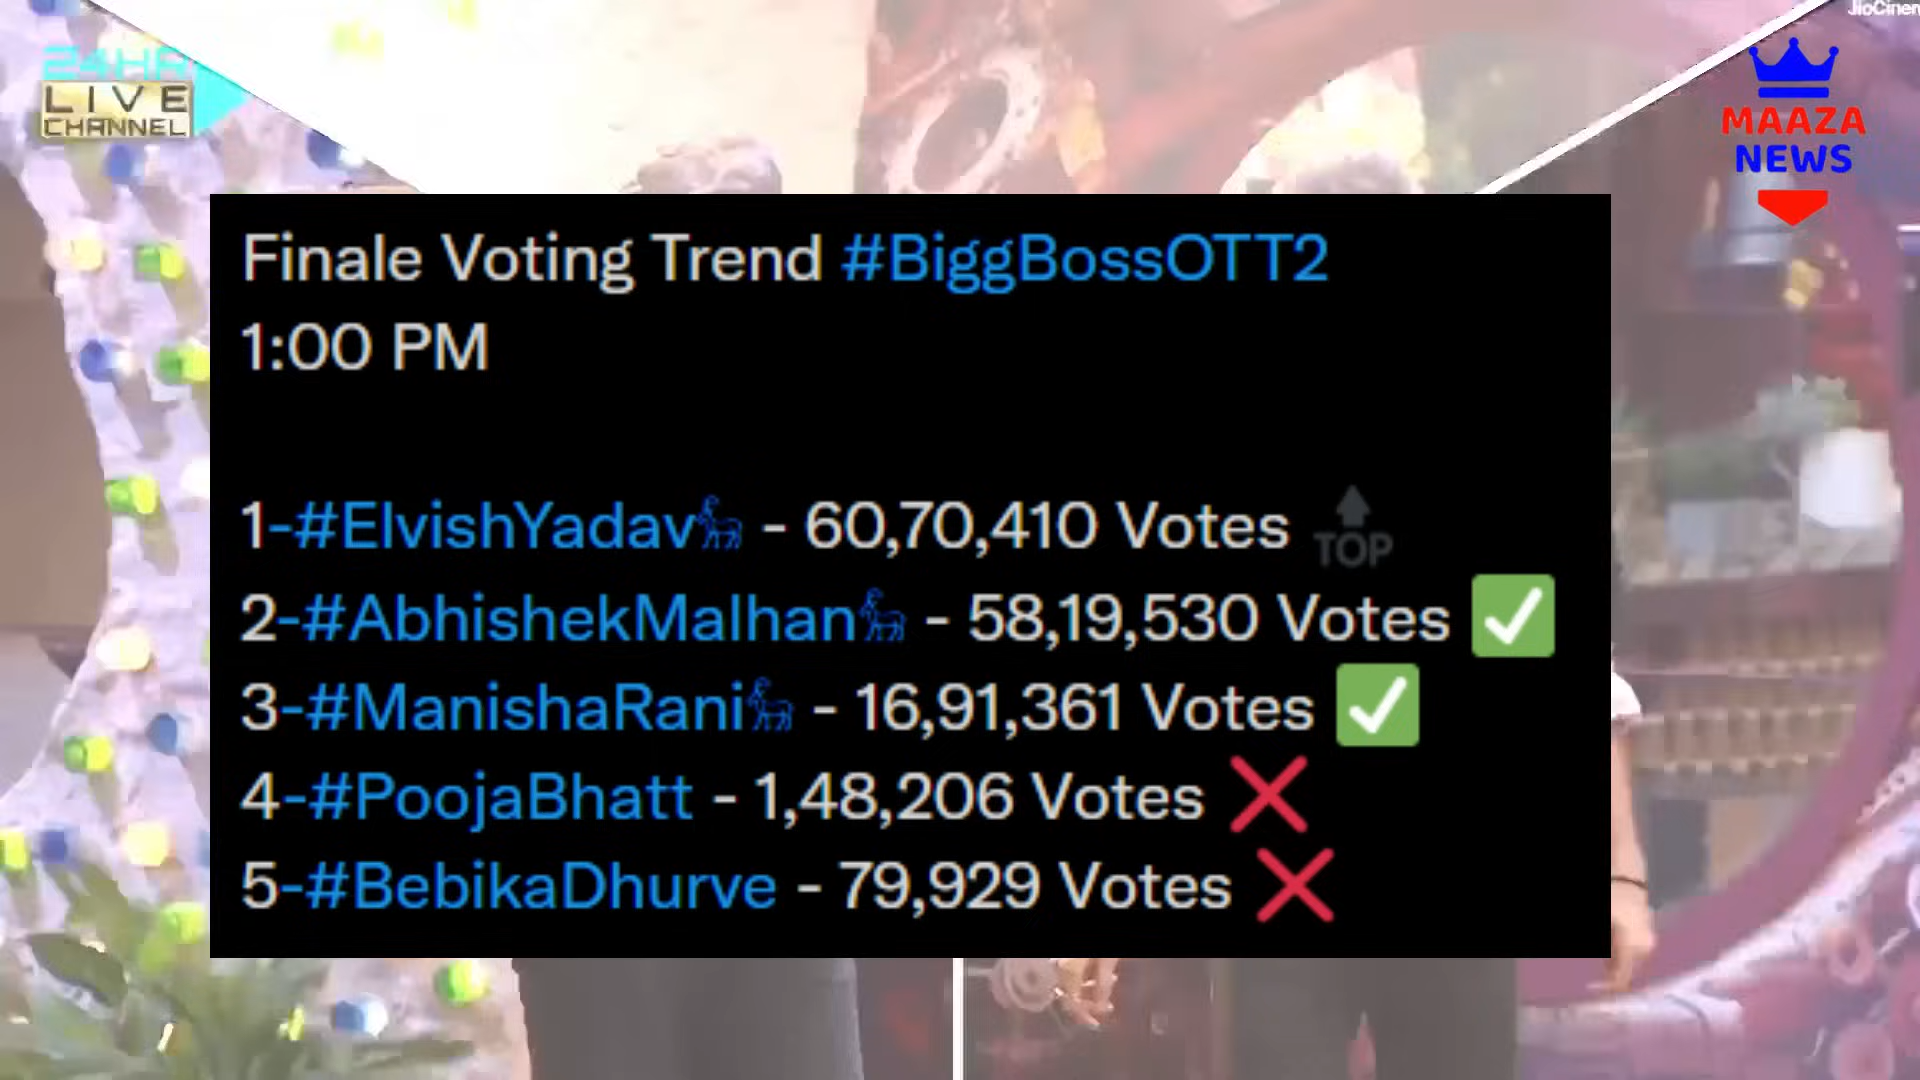 JioCinem
24HR
LIVE
CHANNEL
MAAZA
NEWS
Finale Voting Trend #BiggBossOTT2
1:00 PM
1-#ElvishYadav - 60,70,410 Votes TOP
2-#AbhishekMalhan - 58,19,530 Votes ✅
3-#ManishaRani - 16,91,361 Votes ✅
4-#PoojaBhatt - 1,48,206 Votes ❌
5-#BebikaDhurve - 79,929 Votes ❌